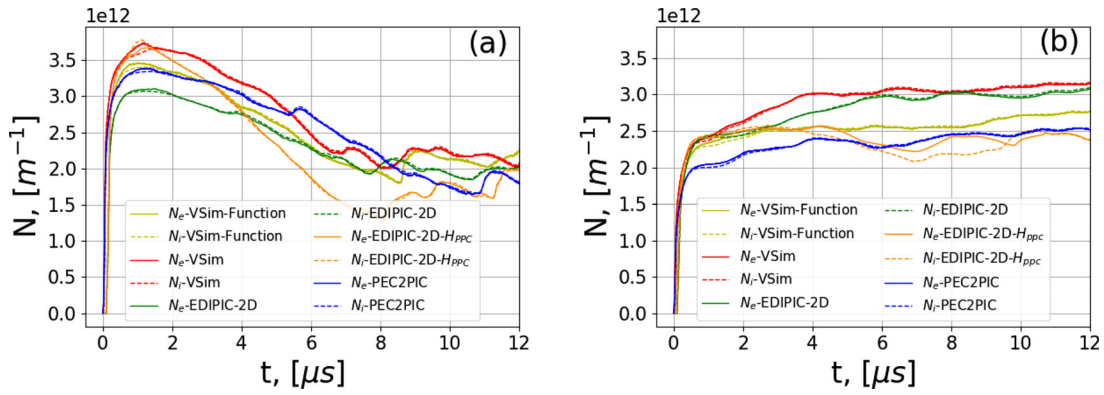 1e12
(a)
3.5
3.0
2.5
2.0
1.5
1.0
0.5
0.0
N, [m⁻¹]
Nₑ-VSim-Function
Nᵢ-VSim-Function
Nₑ-VSim
Nᵢ-VSim
Nₑ-EDIPIC-2D
Nᵢ-EDIPIC-2D
Nₑ-EDIPIC-2D-H_PPC
Nᵢ-EDIPIC-2D-H_PPC
Nₑ-PEC2PIC
Nᵢ-PEC2PIC
0 2 4 6 8 10 12
t, [μs]
1e12
(b)
3.5
3.0
2.5
2.0
1.5
1.0
0.5
0.0
N, [m⁻¹]
Nₑ-VSim-Function
Nᵢ-VSim-Function
Nₑ-VSim
Nᵢ-VSim
Nₑ-EDIPIC-2D
Nᵢ-EDIPIC-2D
Nₑ-EDIPIC-2D-H_ppc
Nᵢ-EDIPIC-2D-H_ppc
Nₑ-PEC2PIC
Nᵢ-PEC2PIC
0 2 4 6 8 10 12
t, [μs]